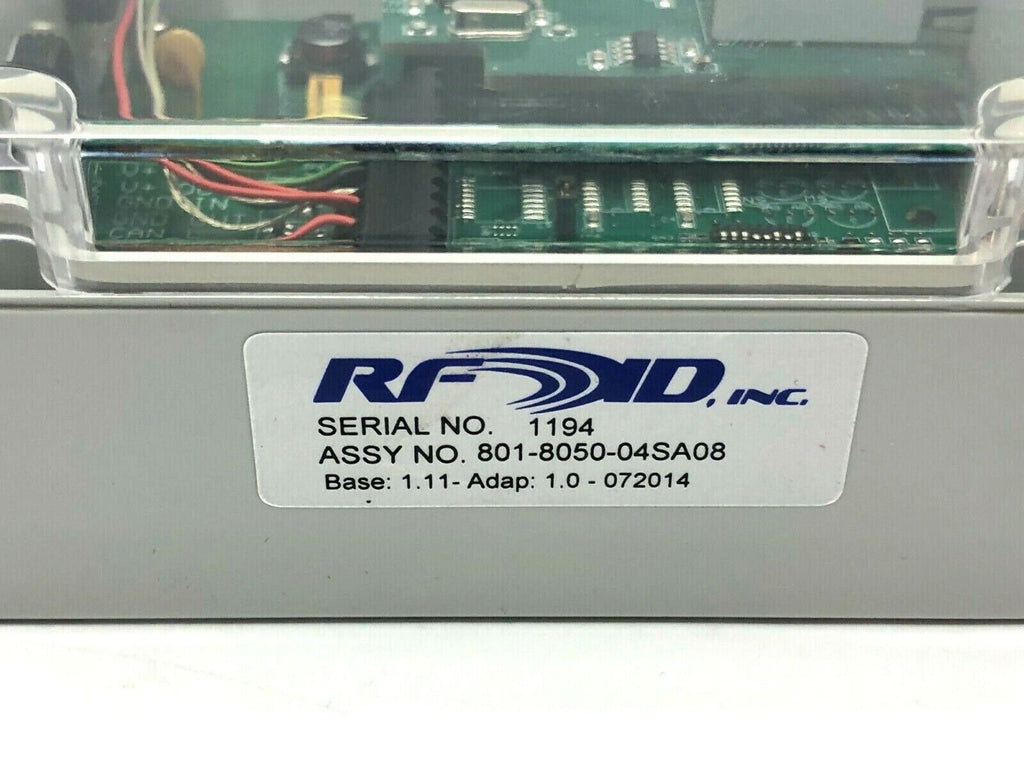 RFID, INC.
SERIAL NO. 1194
ASSY NO. 801-8050-04SA08
Base: 1.11- Adap: 1.0 - 072014